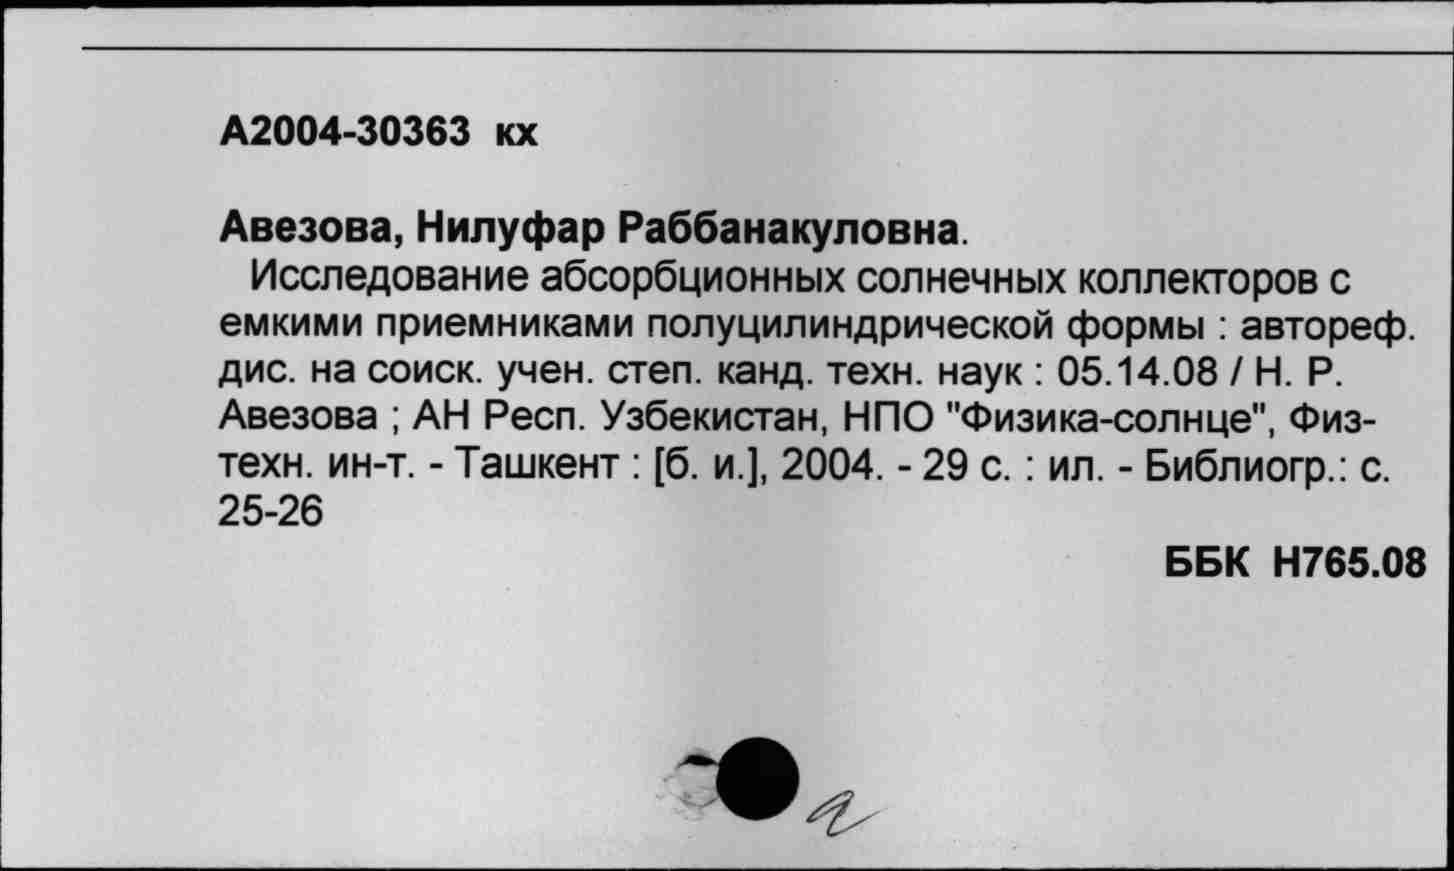 А2004-30363 кх
Авезова, Нилуфар Раббанакуловна.
Исследование абсорбционных солнечных коллекторов с
емкими приемниками полуцилиндрической формы : автореф.
дис. на соиск. учен. степ. канд. техн. наук : 05.14.08 / Н. Р.
Авезова ; АН Респ. Узбекистан, НПО "Физика-солнце", Физ-
техн. ин-т. - Ташкент : [б. и.], 2004. - 29 с. : ил. - Библиогр.: с.
25-26
ББК Н765.08
а